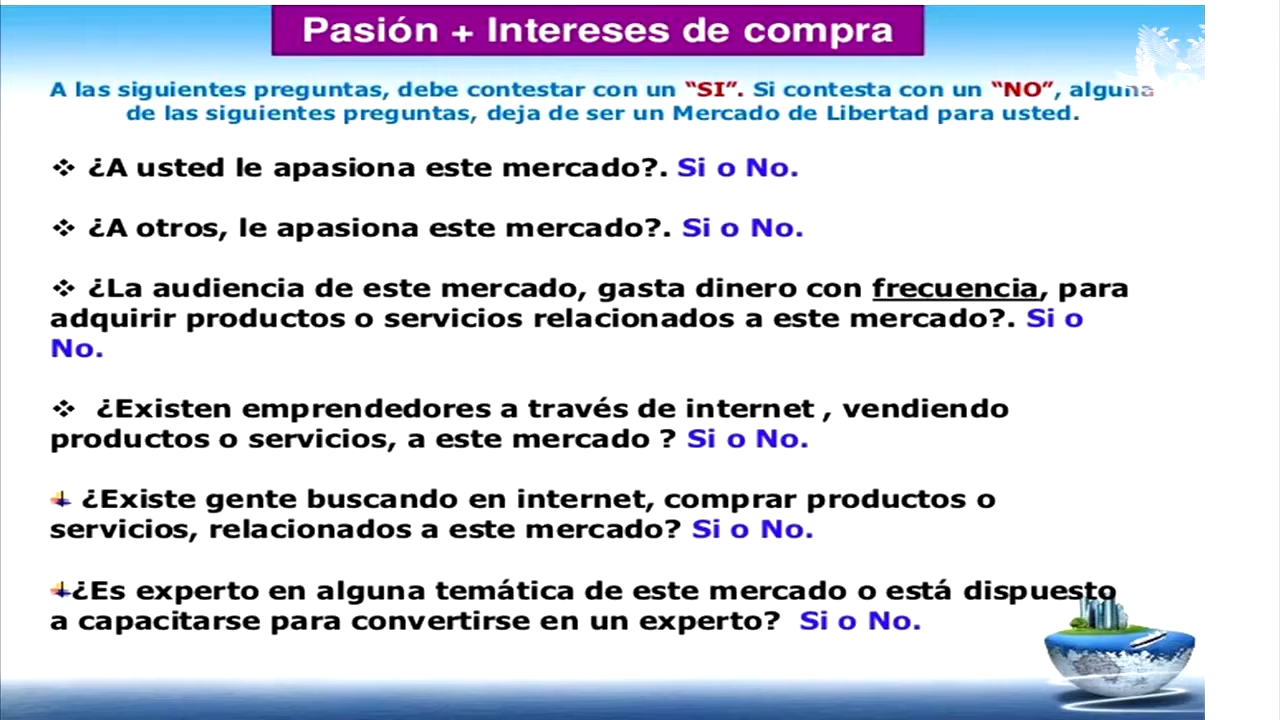 Pasión + Intereses de compra
A las siguientes preguntas, debe contestar con un “SI”. Si contesta con un “NO”, alguna
de las siguientes preguntas, deja de ser un Mercado de Libertad para usted.
❖ ¿A usted le apasiona este mercado?. Si o No.
❖ ¿A otros, le apasiona este mercado?. Si o No.
❖ ¿La audiencia de este mercado, gasta dinero con frecuencia, para
adquirir productos o servicios relacionados a este mercado?. Si o
No.
❖ ¿Existen emprendedores a través de internet , vendiendo
productos o servicios, a este mercado ? Si o No.
¿Existe gente buscando en internet, comprar productos o
servicios, relacionados a este mercado? Si o No.
¿Es experto en alguna temática de este mercado o está dispuesto
a capacitarse para convertirse en un experto? Si o No.